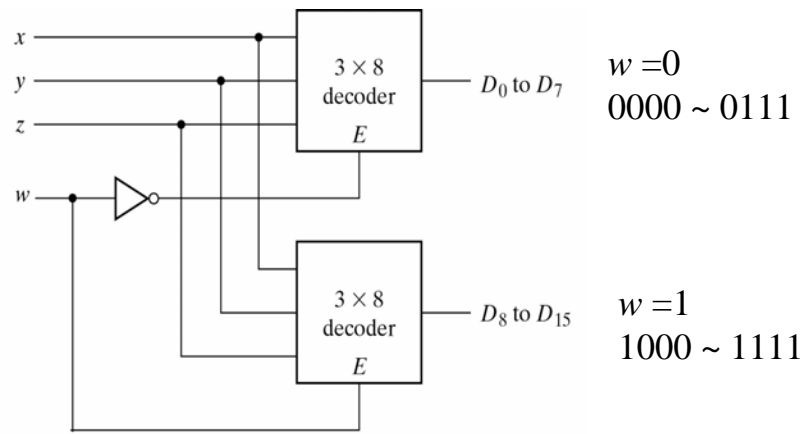 x
y
z
w
3 × 8
decoder
E
D0 to D7
w =0
0000 ~ 0111
3 × 8
decoder
E
D8 to D15
w =1
1000 ~ 1111